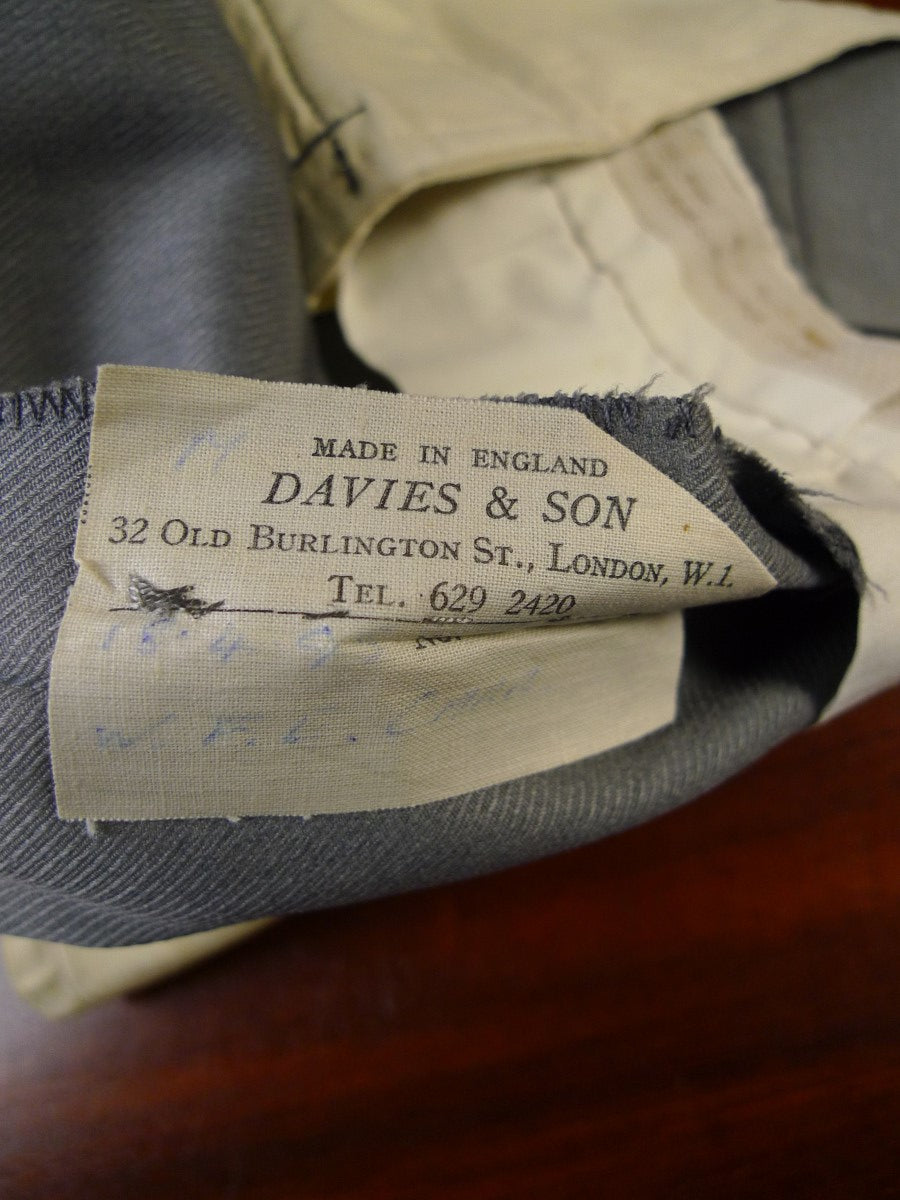 MADE IN ENGLAND
DAVIES & SON
32 OLD BURLINGTON ST., LONDON, W.1.
TEL. 629 2420